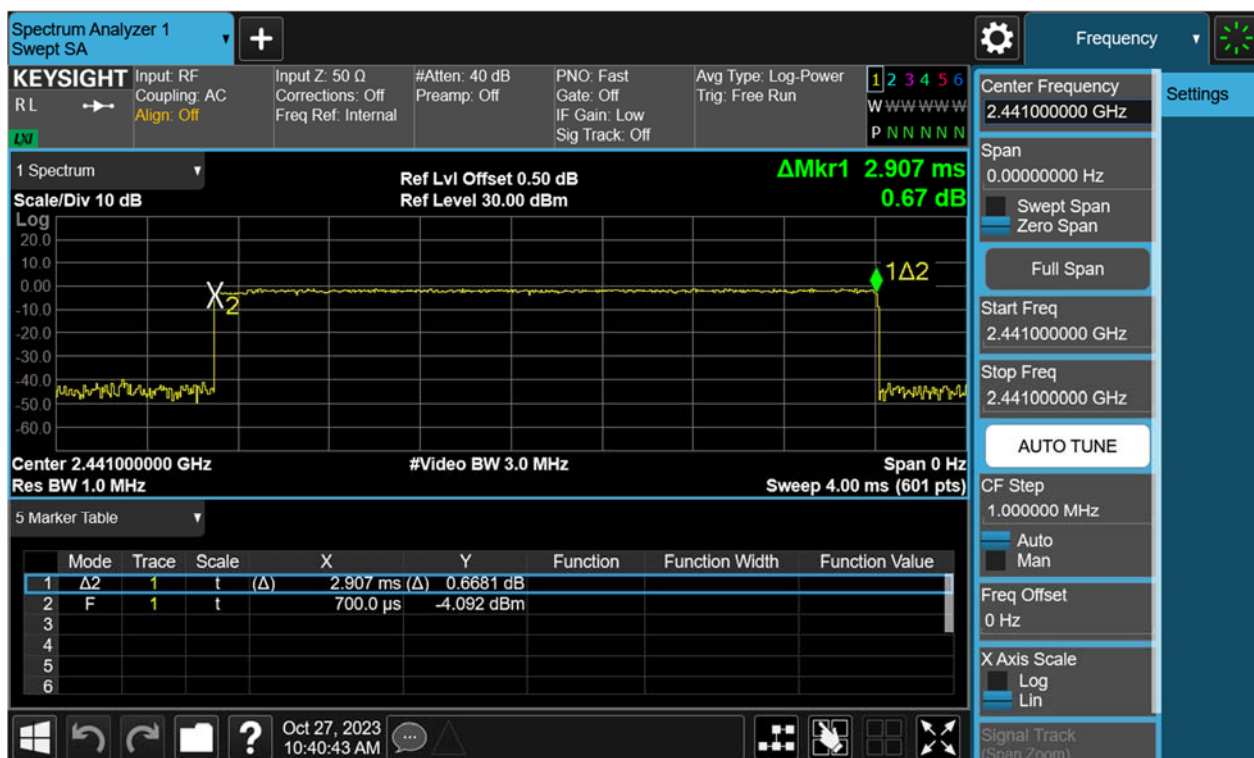 Spectrum Analyzer 1
Swept SA
+
Frequency
KEYSIGHT
R L
LXI
Input: RF
Coupling: AC
Align: Off
Input Z: 50 Ω
Corrections: Off
Freq Ref: Internal
#Atten: 40 dB
Preamp: Off
PNO: Fast
Gate: Off
IF Gain: Low
Sig Track: Off
Avg Type: Log-Power
Trig: Free Run
1 2 3 4 5 6
W W W W W W
P N N N N N
1 Spectrum
Scale/Div 10 dB
Ref Lvl Offset 0.50 dB
Ref Level 30.00 dBm
ΔMkr1 2.907 ms
0.67 dB
Log
20.0
10.0
0.00
-10.0
-20.0
-30.0
-40.0
-50.0
-60.0
X2
1Δ2
Center 2.441000000 GHz
#Video BW 3.0 MHz
Span 0 Hz
Res BW 1.0 MHz
Sweep 4.00 ms (601 pts)
5 Marker Table
Mode Trace Scale X Y Function Function Width Function Value
1 Δ2 1 t (Δ) 2.907 ms (Δ) 0.6681 dB
2 F 1 t 700.0 µs -4.092 dBm
3
4
5
6
?
Oct 27, 2023
10:40:43 AM
Center Frequency
2.441000000 GHz
Settings
Span
0.00000000 Hz
Swept Span
Zero Span
Full Span
Start Freq
2.441000000 GHz
Stop Freq
2.441000000 GHz
AUTO TUNE
CF Step
1.000000 MHz
Auto
Man
Freq Offset
0 Hz
X Axis Scale
Log
Lin
Signal Track
(Span Zoom)